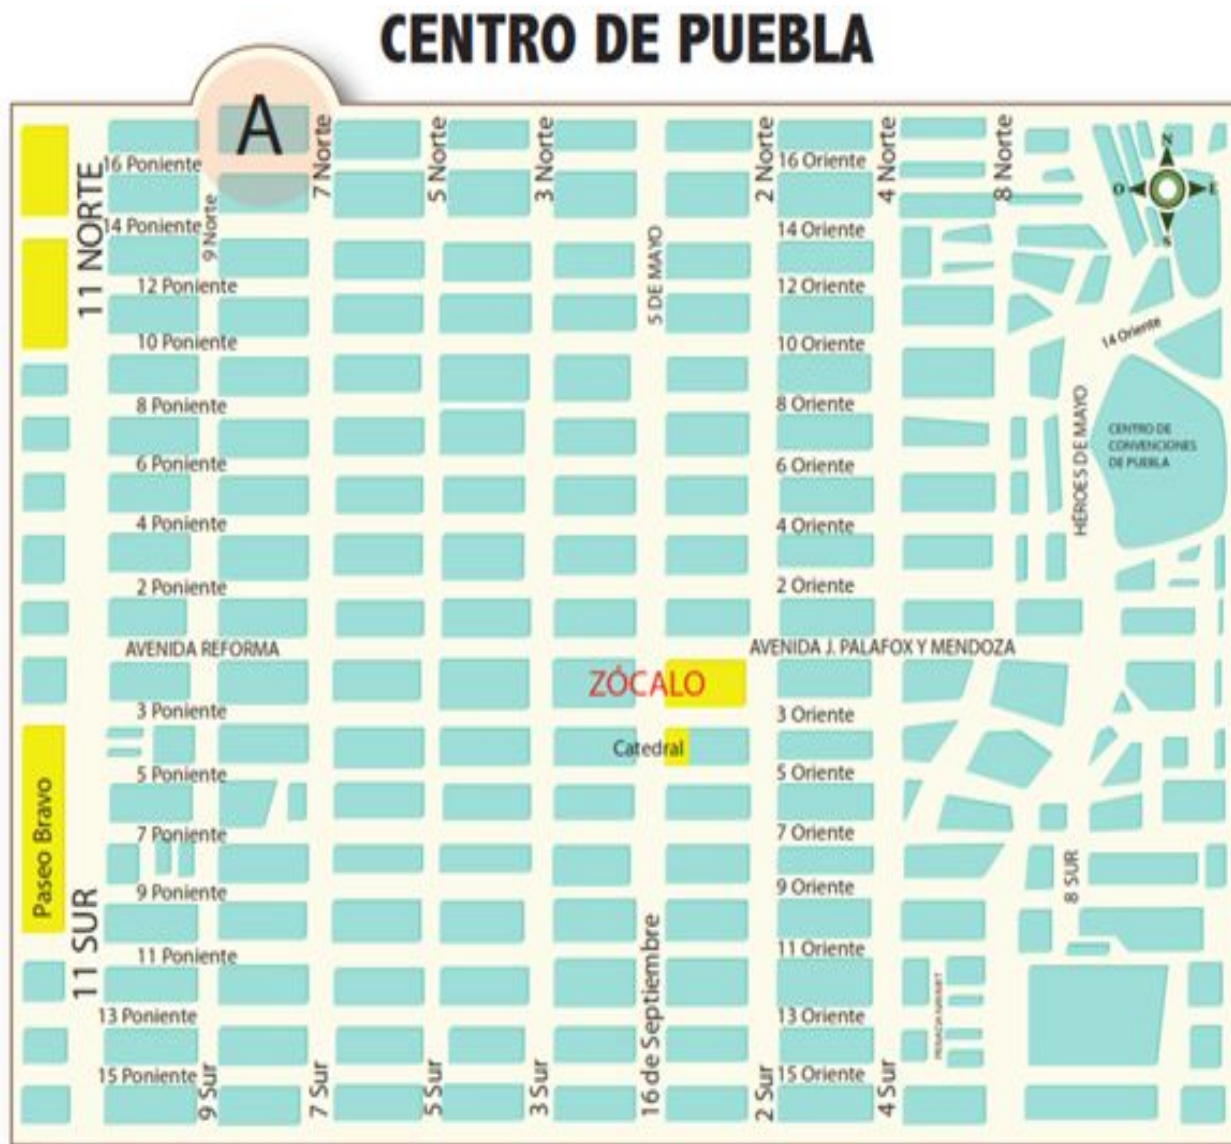 CENTRO DE PUEBLA
A
11 NORTE
9 Norte
7 Norte
5 Norte
3 Norte
5 DE MAYO
2 Norte
4 Norte
8 Norte
N
O
E
S
16 Poniente
16 Oriente
14 Poniente
14 Oriente
12 Poniente
12 Oriente
10 Poniente
10 Oriente
14 Oriente
8 Poniente
8 Oriente
HÉROES DE MAYO
CENTRO DE
CONVENCIONES
DE PUEBLA
6 Poniente
6 Oriente
4 Poniente
4 Oriente
2 Poniente
2 Oriente
AVENIDA REFORMA
AVENIDA J. PALAFOX Y MENDOZA
ZÓCALO
3 Poniente
3 Oriente
Catedral
5 Poniente
5 Oriente
Paseo Bravo
7 Poniente
7 Oriente
9 Poniente
9 Oriente
8 SUR
11 SUR
11 Poniente
11 Oriente
13 Poniente
13 Oriente
15 Poniente
15 Oriente
9 Sur
7 Sur
5 Sur
3 Sur
16 de Septiembre
2 Sur
4 Sur